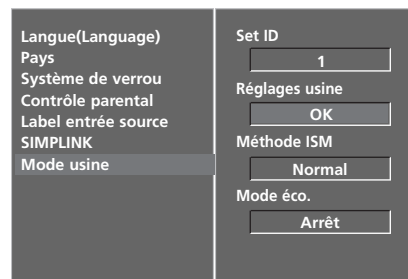 Langue(Language)
Pays
Système de verrou
Contrôle parental
Label entrée source
SIMPLINK
Mode usine
Set ID
1
Réglages usine
OK
Méthode ISM
Normal
Mode éco.
Arrêt